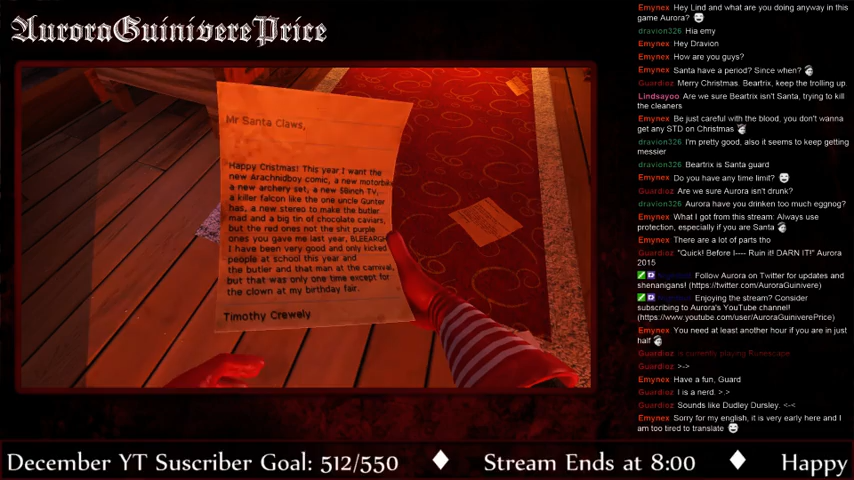 AuroraGuiniverePrice
Mr Santa Claws,
Happy Cristmas! This year I want the
new Arachnidboy comic, a new motorbike
a new archery set, a new 58inch TV,
a killer falcon like the one uncle Gunter
has, a new stereo to make the butler
mad and a big tin of chocolate caviars,
but the red ones not the shit purple
ones you gave me last year, BLEEARGH
I have been very good and only kicked
people at school this year and
the butler and that man at the carnival,
but that was only one time except for
the clown at my birthday fair.
Timothy Crewely
Emynex Hey Lind and what are you doing anyway in this
game Aurora?
dravion326 Hia emy
Emynex Hey Dravion
Emynex How are you guys?
Emynex Santa have a period? Since when?
Guardioz Merry Christmas. Beartrix, keep the trolling up.
Lindsayoo Are we sure Beartrix isn't Santa, trying to kill
the cleaners
Emynex Be just careful with the blood, you don't wanna
get any STD on Christmas
dravion326 I'm pretty good, also it seems to keep getting
messier
dravion326 Beartrix is Santa guard
Emynex Do you have any time limit?
Guardioz Are we sure Aurora isn't drunk?
dravion326 Aurora have you drinken too much eggnog?
Emynex What I got from this stream: Always use
protection, especially if you are Santa
Emynex There are a lot of parts tho
Guardioz "Quick! Before I---- Ruin it! DARN IT!" Aurora
2015
Follow Aurora on Twitter for updates and
shenanigans! (https://twitter.com/AuroraGuinivere)
Enjoying the stream? Consider
subscribing to Aurora's YouTube channel!
(https://www.youtube.com/user/AuroraGuiniverePrice)
Emynex You need at least another hour if you are in just
half
Guardioz is currently playing Runescape
Guardioz >->
Emynex Have a fun, Guard
Guardioz I is a nerd. >.>
Guardioz Sounds like Dudley Dursley. <-<
Emynex Sorry for my english, it is very early here and I
am too tired to translate
December YT Suscriber Goal: 512/550 Stream Ends at 8:00 Happy